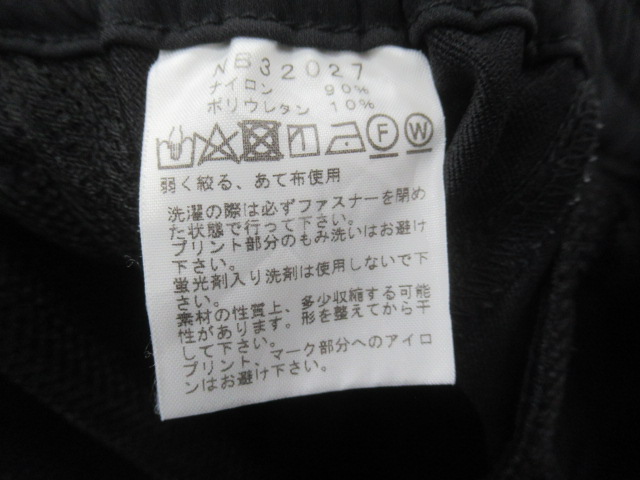 NB32027
ナイロン 90%
ポリウレタン 10%
F W
弱く絞る、あて布使用
洗濯の際は必ずファスナーを閉め
た状態で行って下さい。
プリント部分のもみ洗いはお避け
下さい。
蛍光剤入り洗剤は使用しないで下
さい。
素材の性質上、多少収縮する可能
性があります。形を整えてから干
して下さい。
プリント、マーク部分へのアイロ
ンはお避け下さい。